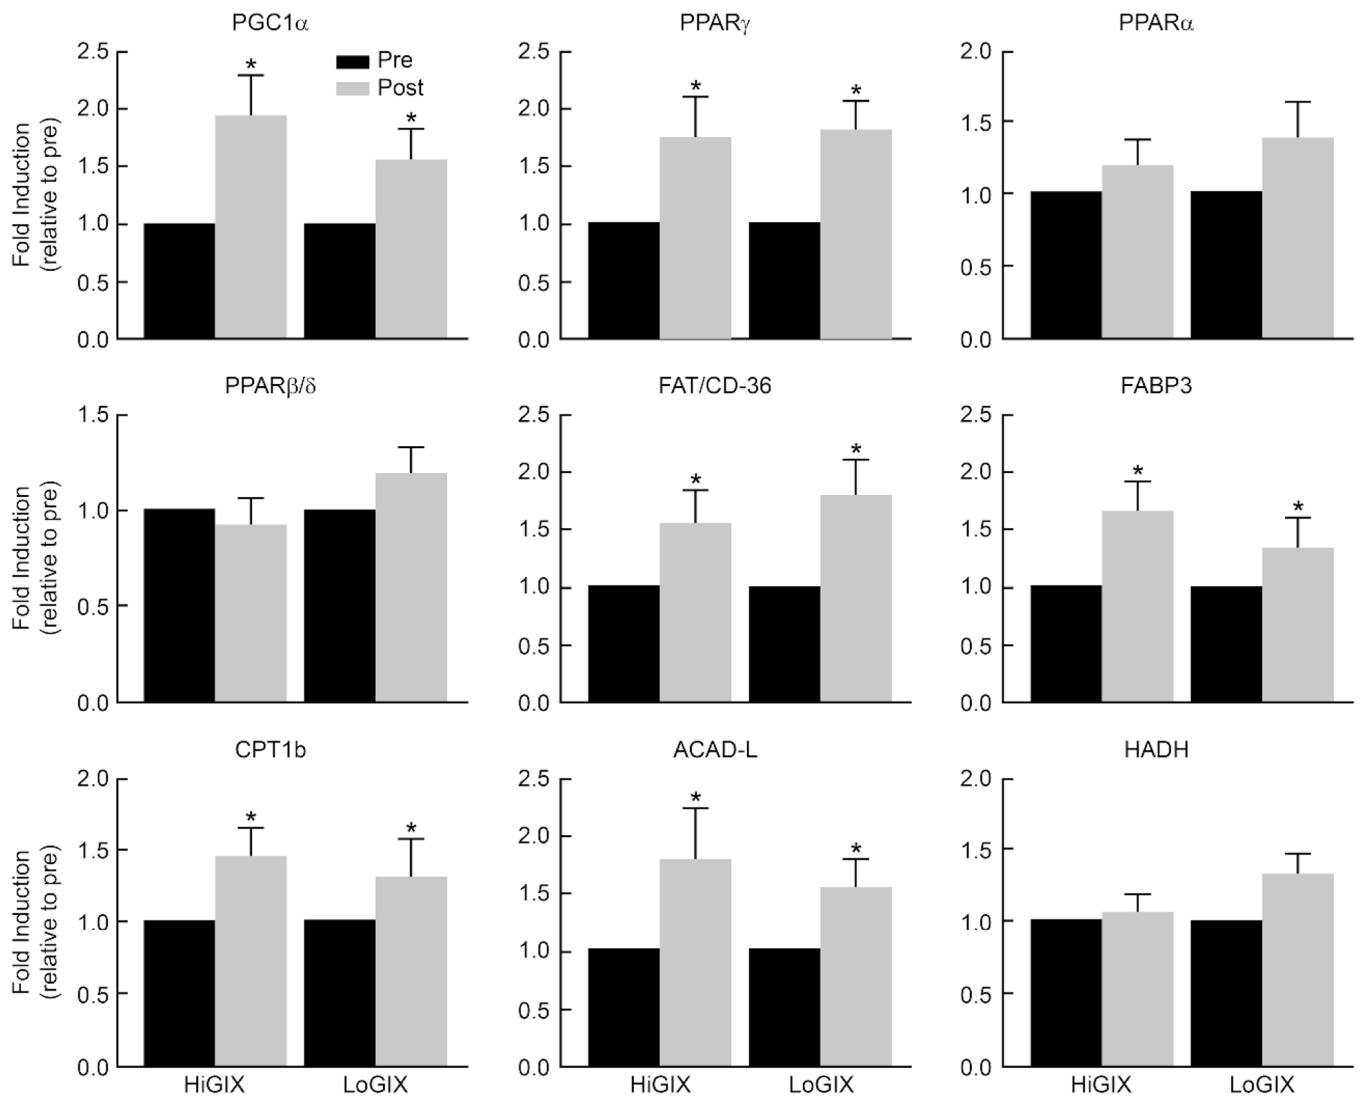 PGC1α
PPARγ
PPARα
2.5
2.0
1.5
1.0
0.5
0.0
Fold Induction
(relative to pre)
*
*
Pre
Post
2.5
2.0
1.5
1.0
0.5
0.0
*
*
2.0
1.5
1.0
0.5
0.0
PPARβ/δ
FAT/CD-36
FABP3
1.5
1.0
0.5
0.0
Fold Induction
(relative to pre)
2.5
2.0
1.5
1.0
0.5
0.0
*
*
2.5
2.0
1.5
1.0
0.5
0.0
*
*
CPT1b
ACAD-L
HADH
2.0
1.5
1.0
0.5
0.0
Fold Induction
(relative to pre)
*
*
HiGIX
LoGIX
2.5
2.0
1.5
1.0
0.5
0.0
*
*
HiGIX
LoGIX
2.0
1.5
1.0
0.5
0.0
HiGIX
LoGIX